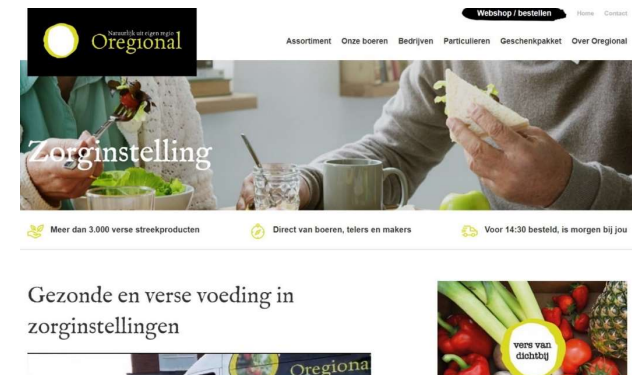 Webshop / bestellen Home Contact
Natuurlijk uit eigen regio
Oregional
Assortiment Onze boeren Bedrijven Particulieren Geschenkpakket Over Oregional
Zorginstelling
Meer dan 3.000 verse streekproducten Direct van boeren, telers en makers Voor 14:30 besteld, is morgen bij jou
Gezonde en verse voeding in
zorginstellingen
Oregional
vers van
dichtbij